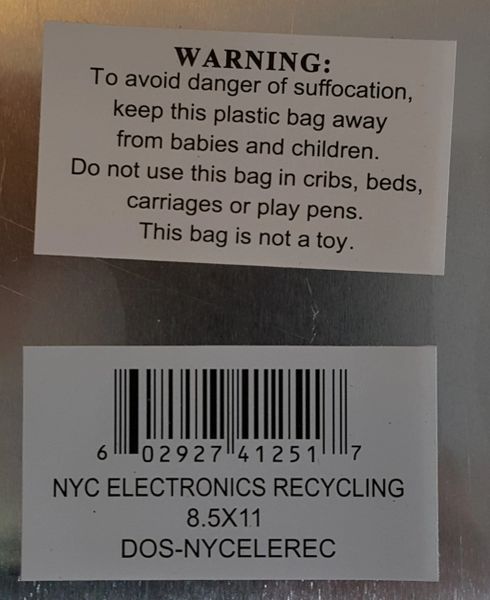 WARNING:
To avoid danger of suffocation,
keep this plastic bag away
from babies and children.
Do not use this bag in cribs, beds,
carriages or play pens.
This bag is not a toy.
6 02927 41251 7
NYC ELECTRONICS RECYCLING
8.5X11
DOS-NYCELEREC